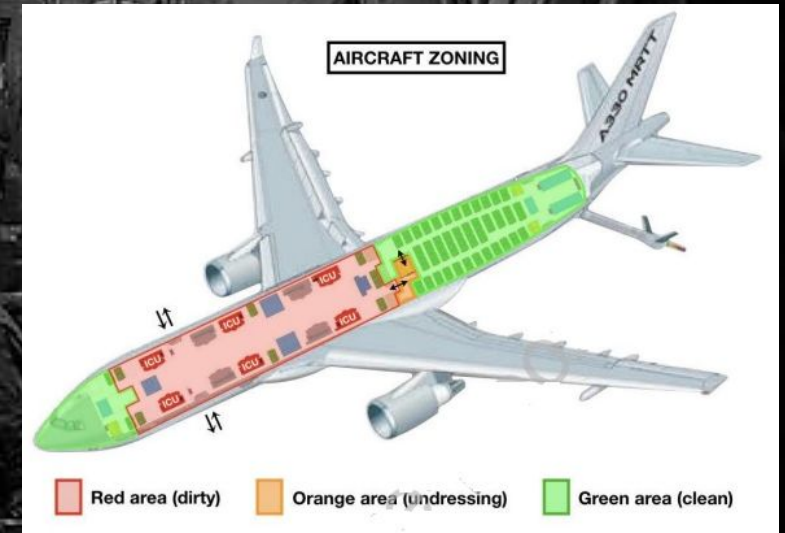 AIRCRAFT ZONING
A330 MRTT
ICU
ICU
ICU
ICU
ICU
ICU
Red area (dirty)
Orange area (undressing)
Green area (clean)